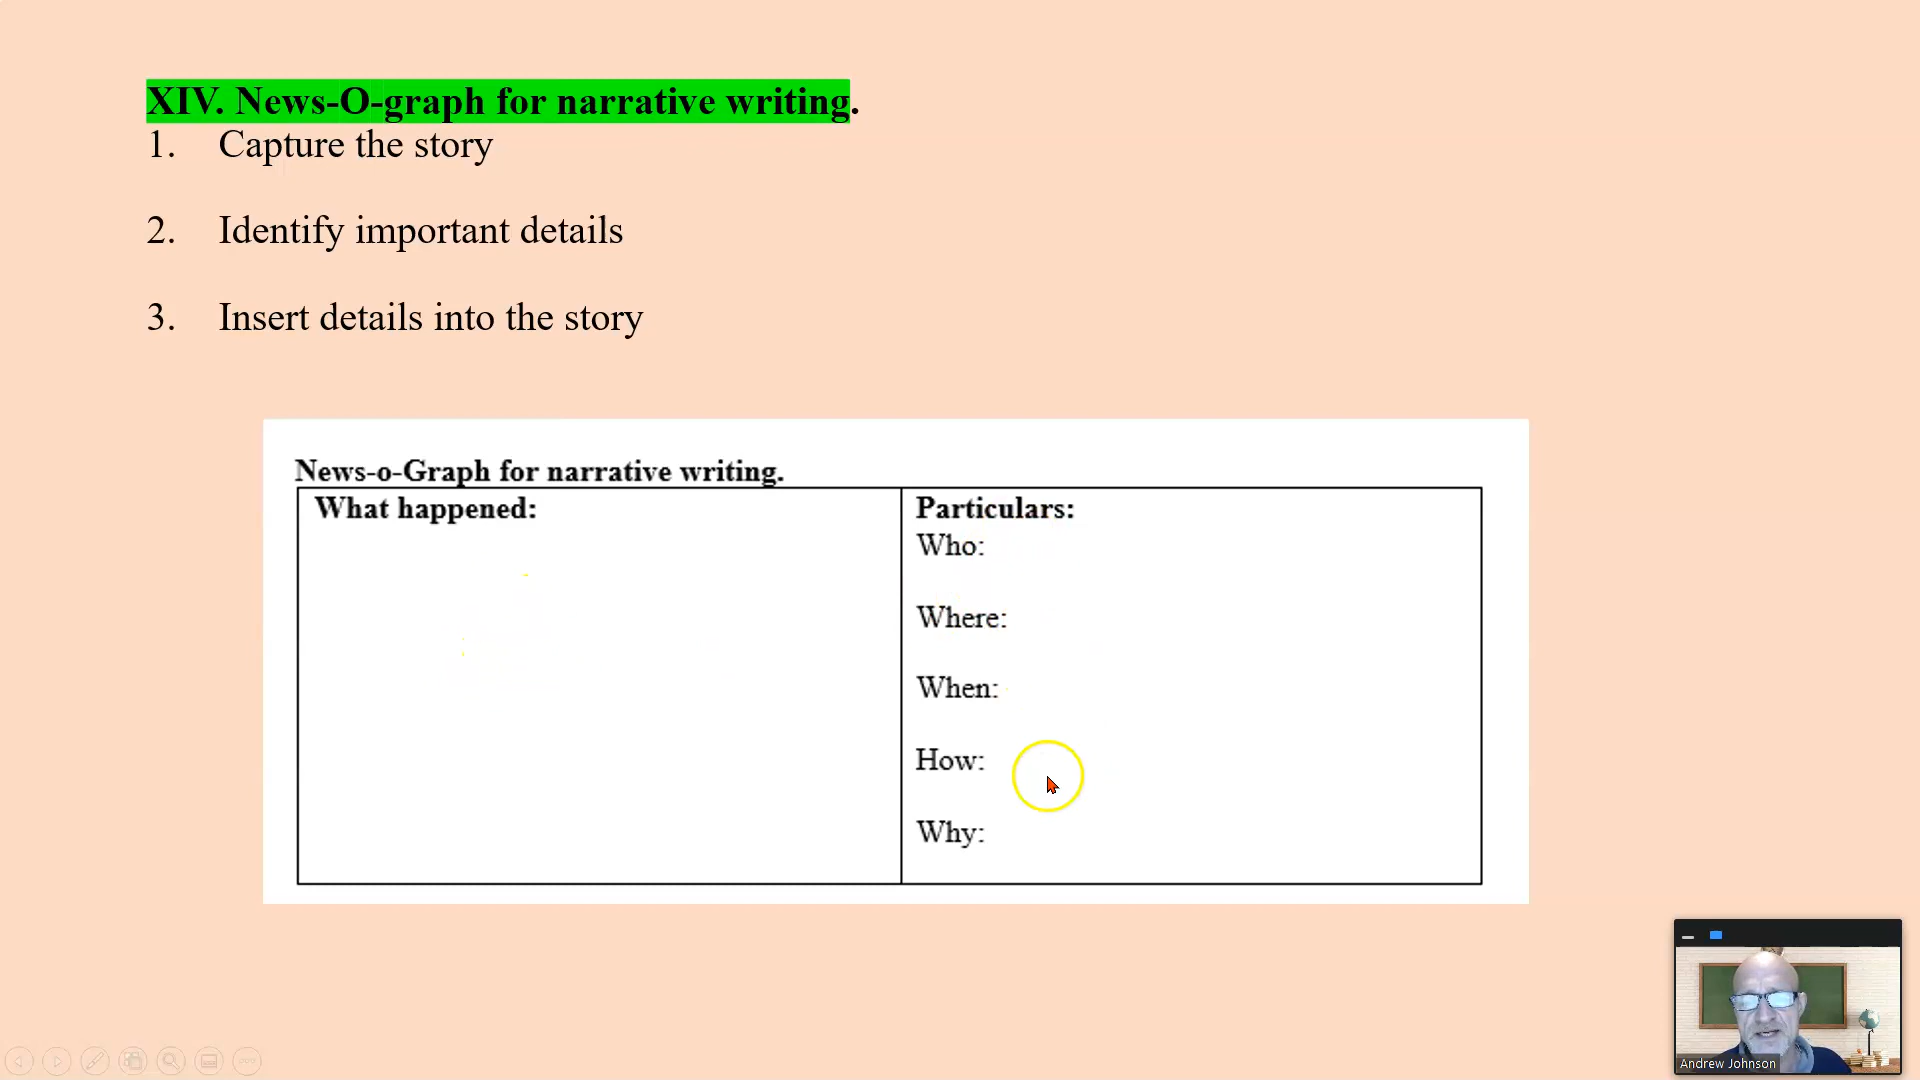 XIV. News-O-graph for narrative writing.
1. Capture the story
2. Identify important details
3. Insert details into the story
News-o-Graph for narrative writing.
What happened:
Particulars:
Who:
Where:
When:
How:
Why:
Andrew Johnson